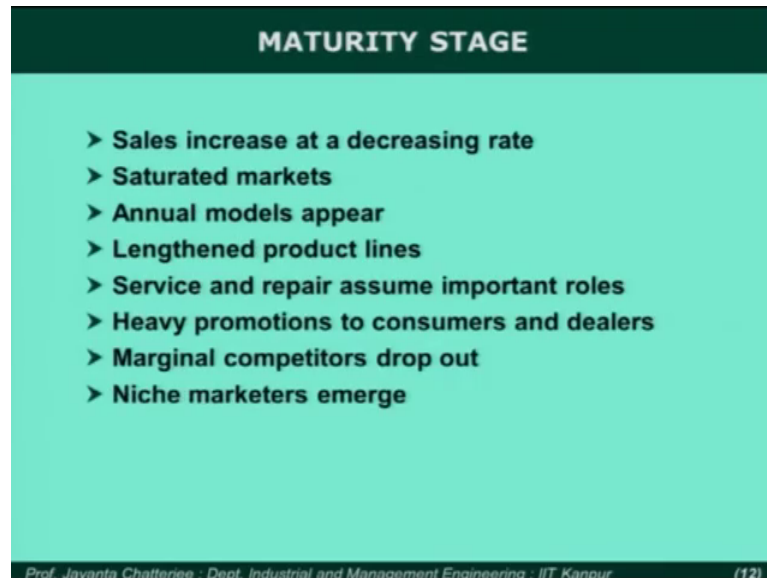 MATURITY STAGE
➢ Sales increase at a decreasing rate
➢ Saturated markets
➢ Annual models appear
➢ Lengthened product lines
➢ Service and repair assume important roles
➢ Heavy promotions to consumers and dealers
➢ Marginal competitors drop out
➢ Niche marketers emerge
Prof. Jayanta Chatterjee : Dept. Industrial and Management Engineering : IIT Kanpur (12)